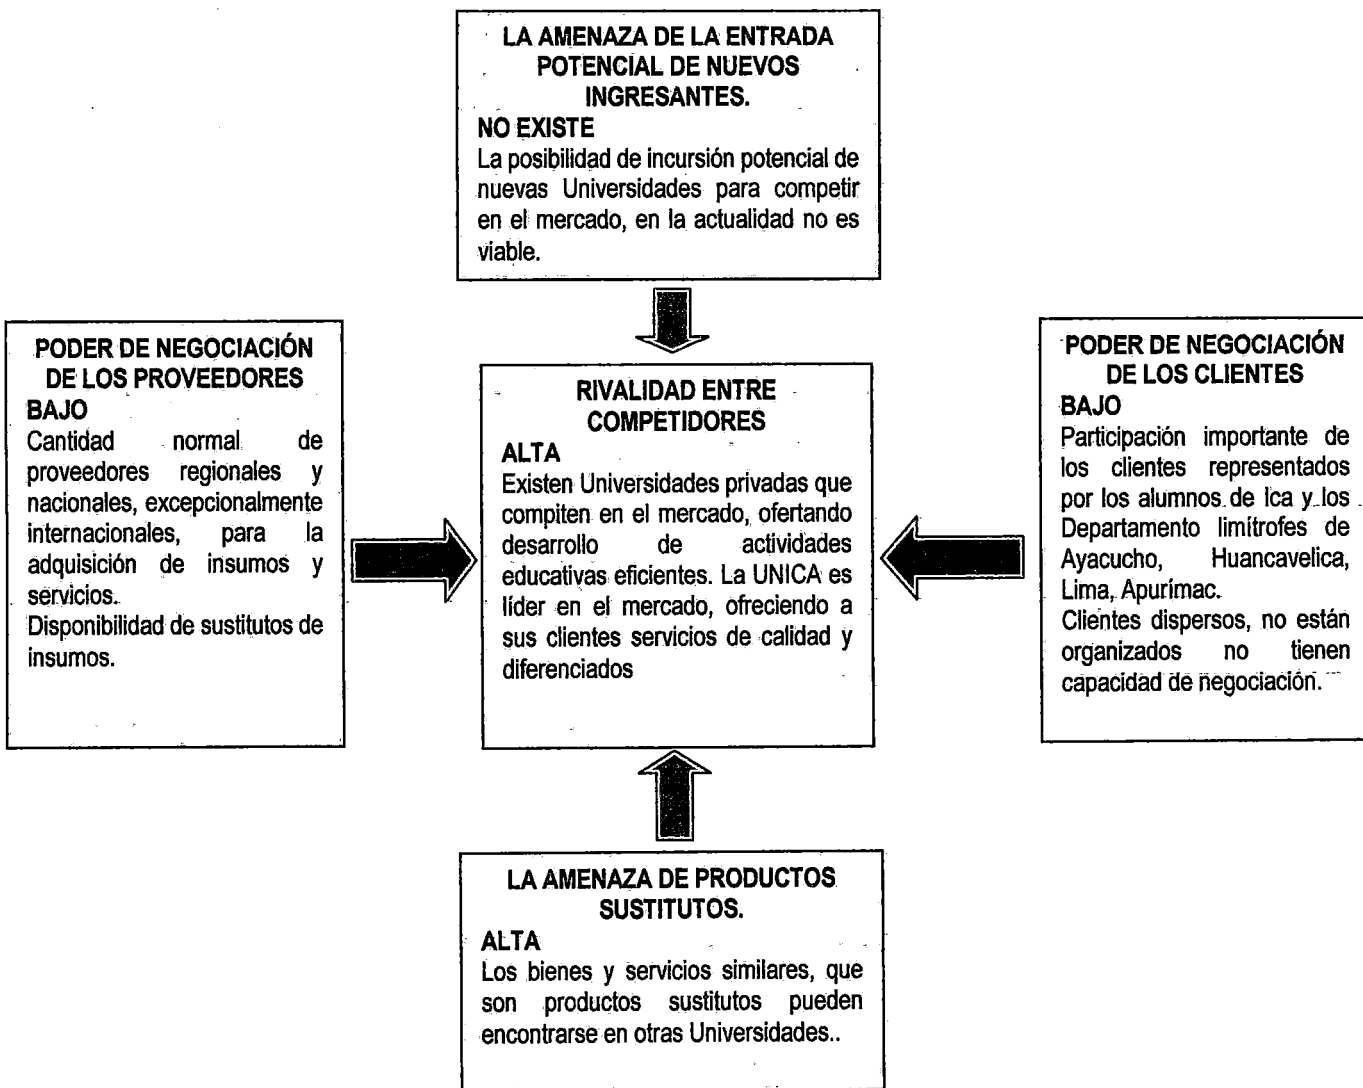 LA AMENAZA DE LA ENTRADA
POTENCIAL DE NUEVOS
INGRESANTES.
NO EXISTE
La posibilidad de incursión potencial de
nuevas Universidades para competir
en el mercado, en la actualidad no es
viable.
PODER DE NEGOCIACIÓN
DE LOS PROVEEDORES
BAJO
Cantidad normal de
proveedores regionales y
nacionales, excepcionalmente
internacionales, para la
adquisición de insumos y
servicios.
Disponibilidad de sustitutos de
insumos.
RIVALIDAD ENTRE
COMPETIDORES
ALTA
Existen Universidades privadas que
compiten en el mercado, ofertando
desarrollo de actividades
educativas eficientes. La UNICA es
líder en el mercado, ofreciendo a
sus clientes servicios de calidad y
diferenciados
PODER DE NEGOCIACIÓN
DE LOS CLIENTES
BAJO
Participación importante de
los clientes representados
por los alumnos de Ica y los
Departamento limítrofes de
Ayacucho, Huancavelica,
Lima, Apurímac.
Clientes dispersos, no están
organizados no tienen
capacidad de negociación.
LA AMENAZA DE PRODUCTOS
SUSTITUTOS.
ALTA
Los bienes y servicios similares, que
son productos sustitutos pueden
encontrarse en otras Universidades..